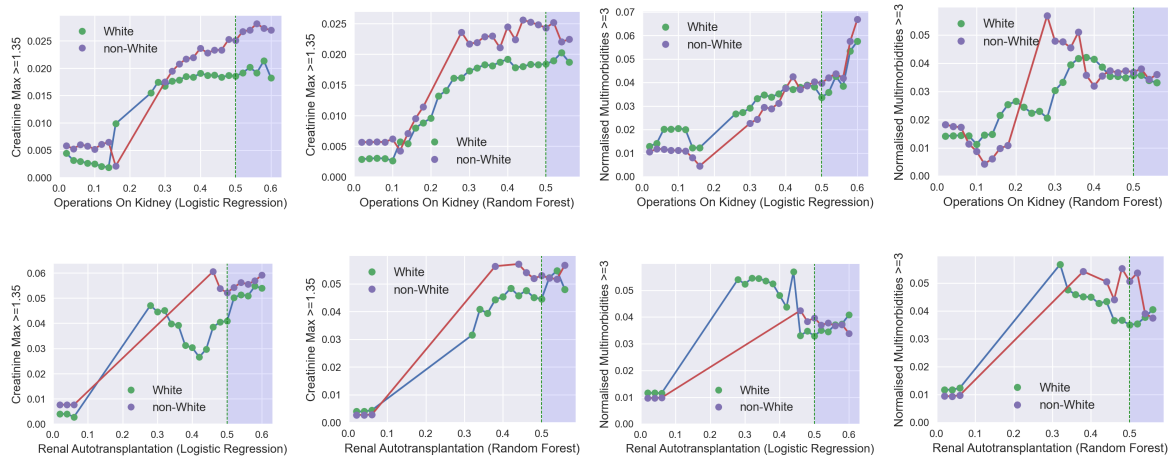 Creatinine Max >=1.35
0.025
0.020
0.015
0.010
0.005
0.000
White
non-White
0.0 0.1 0.2 0.3 0.4 0.5 0.6
Operations On Kidney (Logistic Regression)
Creatinine Max >=1.35
0.025
0.020
0.015
0.010
0.005
0.000
White
non-White
0.0 0.1 0.2 0.3 0.4 0.5
Operations On Kidney (Random Forest)
Normalised Multimorbidities >=3
0.07
0.06
0.05
0.04
0.03
0.02
0.01
0.00
White
non-White
0.0 0.1 0.2 0.3 0.4 0.5 0.6
Operations On Kidney (Logistic Regression)
Normalised Multimorbidities >=3
0.06
0.05
0.04
0.03
0.02
0.01
0.00
White
non-White
0.0 0.1 0.2 0.3 0.4 0.5
Operations On Kidney (Random Forest)
Creatinine Max >=1.35
0.06
0.05
0.04
0.03
0.02
0.01
0.00
White
non-White
0.0 0.1 0.2 0.3 0.4 0.5 0.6
Renal Autotransplantation (Logistic Regression)
Creatinine Max >=1.35
0.06
0.05
0.04
0.03
0.02
0.01
0.00
White
non-White
0.0 0.1 0.2 0.3 0.4 0.5
Renal Autotransplantation (Random Forest)
Normalised Multimorbidities >=3
0.06
0.05
0.04
0.03
0.02
0.01
0.00
White
non-White
0.0 0.1 0.2 0.3 0.4 0.5 0.6
Renal Autotransplantation (Logistic Regression)
Normalised Multimorbidities >=3
0.05
0.04
0.03
0.02
0.01
0.00
White
non-White
0.0 0.1 0.2 0.3 0.4 0.5
Renal Autotransplantation (Random Forest)